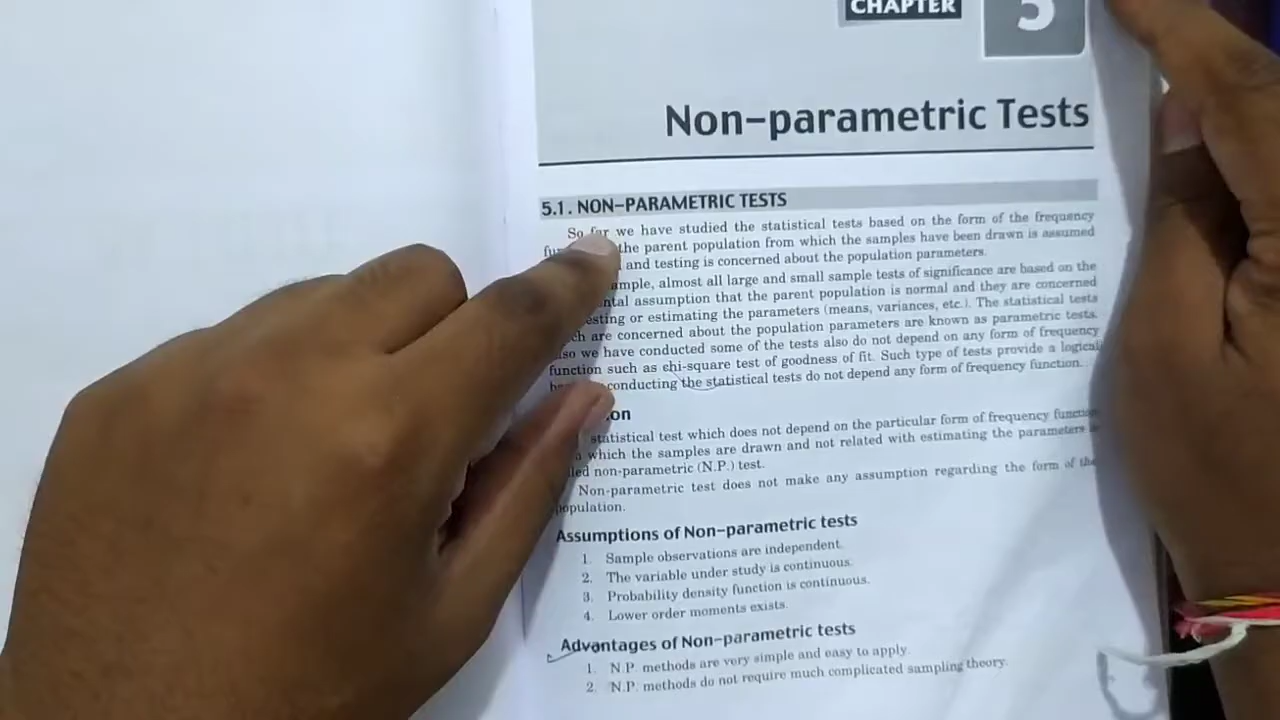 CHAPTER
5
Non-parametric Tests
5.1. NON-PARAMETRIC TESTS
So far we have studied the statistical tests based on the form of the frequency
the parent population from which the samples have been drawn is assumed
and testing is concerned about the population parameters.
almost all large and small sample tests of significance are based on the
assumption that the parent population is normal and they are concerned
or estimating the parameters (means, variances, etc.). The statistical tests
are concerned about the population parameters are known as parametric tests.
we have conducted some of the tests also do not depend on any form of frequency
function such as chi-square test of goodness of fit. Such type of tests provide a logical
conducting the statistical tests do not depend any form of frequency function.
statistical test which does not depend on the particular form of frequency function
which the samples are drawn and not related with estimating the parameters
non-parametric (N.P.) test.
Non-parametric test does not make any assumption regarding the form of the
population.
Assumptions of Non-parametric tests
1. Sample observations are independent.
2. The variable under study is continuous.
3. Probability density function is continuous.
4. Lower order moments exists.
Advantages of Non-parametric tests
1. N.P. methods are very simple and easy to apply.
2. N.P. methods do not require much complicated sampling theory.